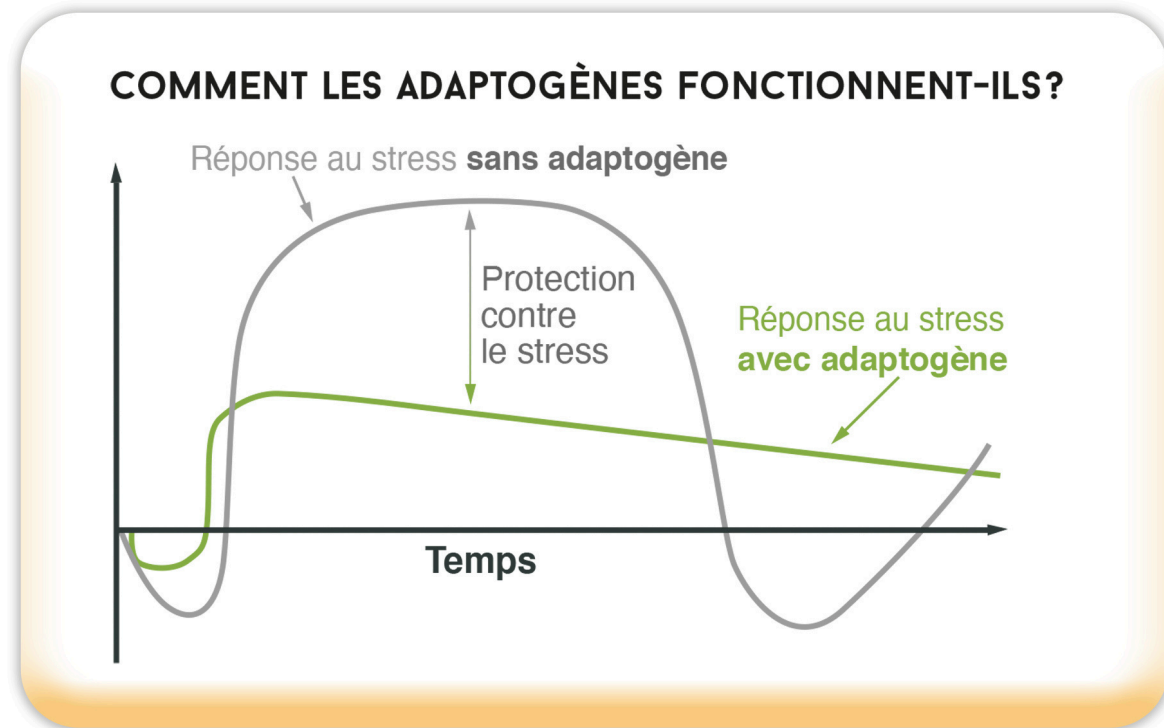 COMMENT LES ADAPTOGÈNES FONCTIONNENT-ILS?
Réponse au stress sans adaptogène
Protection
contre
le stress
Réponse au stress
avec adaptogène
Temps